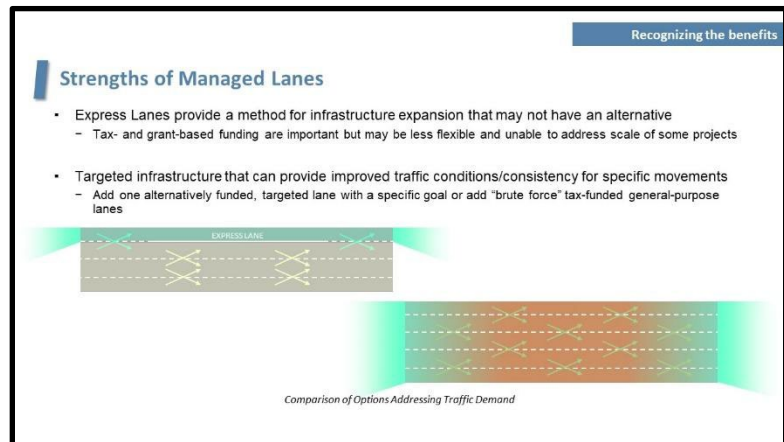 Recognizing the benefits
Strengths of Managed Lanes
▪ Express Lanes provide a method for infrastructure expansion that may not have an alternative
− Tax- and grant-based funding are important but may be less flexible and unable to address scale of some projects
▪ Targeted infrastructure that can provide improved traffic conditions/consistency for specific movements
− Add one alternatively funded, targeted lane with a specific goal or add “brute force” tax-funded general-purpose
lanes
EXPRESS LANE
Comparison of Options Addressing Traffic Demand